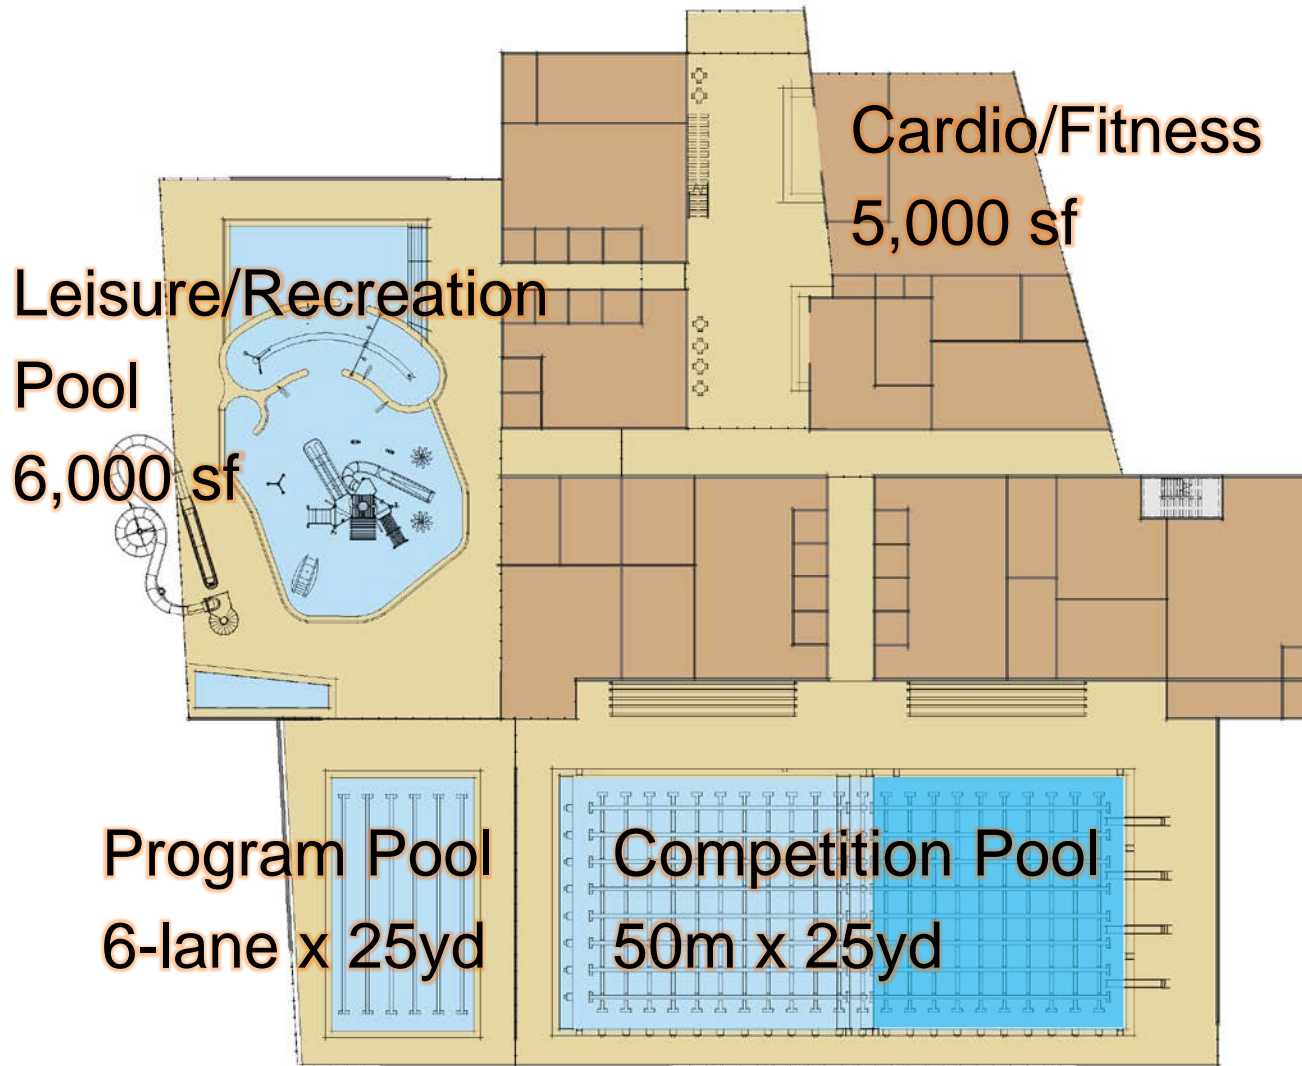 Cardio/Fitness
5,000 sf
Leisure/Recreation
Pool
6,000 sf
Program Pool
6-lane x 25yd
Competition Pool
50m x 25yd